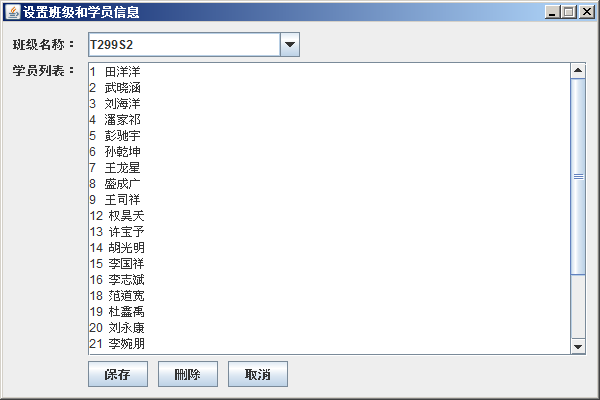 设置班级和学员信息
班级名称： T299S2
学员列表：
1 田洋洋
2 武晓涵
3 刘海洋
4 潘家祁
5 彭驰宇
6 孙乾坤
7 王龙星
8 盛成广
9 王司祥
12 权昊天
13 许宝予
14 胡光明
15 李国祥
16 李志斌
18 范道宽
19 杜鑫禹
20 刘永康
21 李婉朋
保存 删除 取消